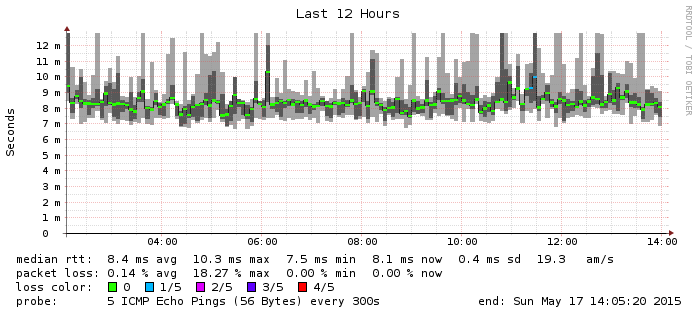 Last 12 Hours
RRDTOOL / TOBI OETIKER
Seconds
12 m
11 m
10 m
9 m
8 m
7 m
6 m
5 m
4 m
3 m
2 m
1 m
0
04:00 06:00 08:00 10:00 12:00 14:00
median rtt: 8.4 ms avg 10.3 ms max 7.5 ms min 8.1 ms now 0.4 ms sd 19.3 am/s
packet loss: 0.14 % avg 18.27 % max 0.00 % min 0.00 % now
loss color: 0 1/5 2/5 3/5 4/5
probe: 5 ICMP Echo Pings (56 Bytes) every 300s end: Sun May 17 14:05:20 2015